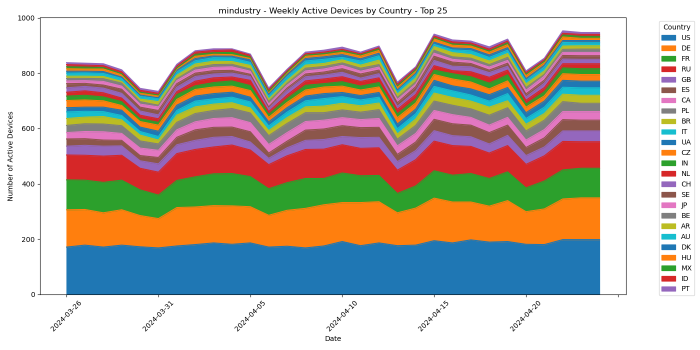 mindustry - Weekly Active Devices by Country - Top 25
Number of Active Devices
1000
800
600
400
200
0
2024-03-26
2024-03-31
2024-04-05
2024-04-10
2024-04-15
2024-04-20
Date
Country
US
DE
FR
RU
GB
ES
CA
PL
BR
IT
UA
CZ
IN
NL
CH
SE
JP
BE
AR
AU
DK
HU
MX
ID
PT